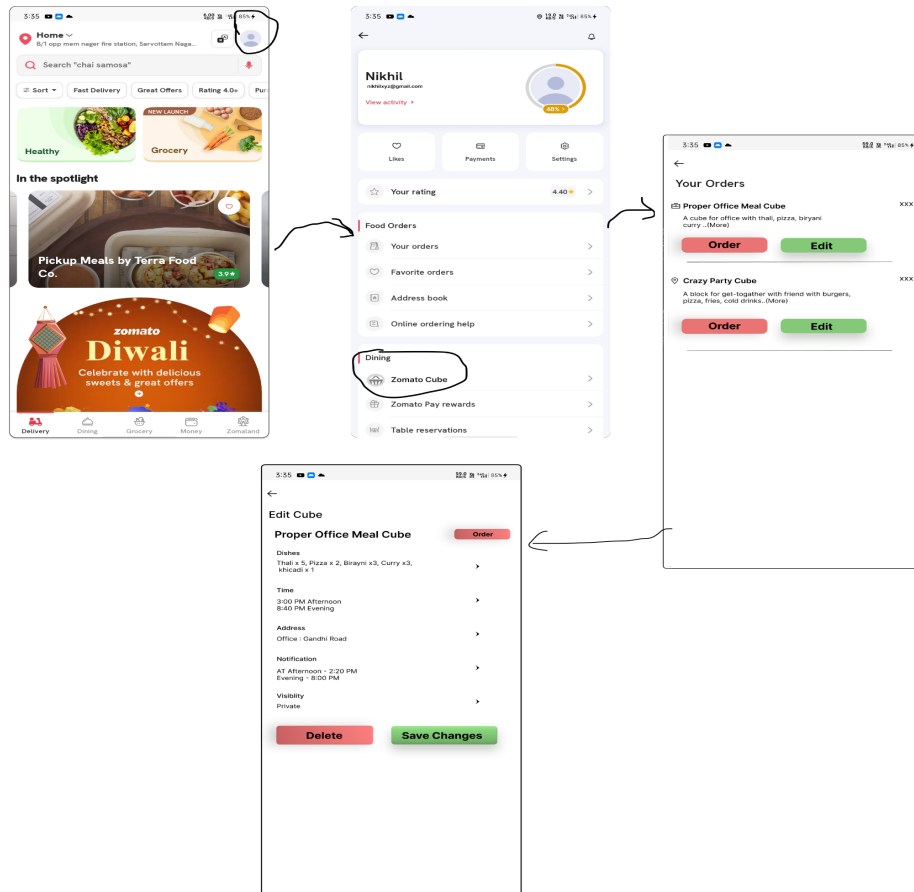 3:35
85%
Home
B/1 opp mem nager fire station, Sarvottam Naga...
Search "chai samosa"
Sort
Fast Delivery
Great Offers
Rating 4.0+
Pur
Healthy
NEW LAUNCH
Grocery
In the spotlight
Pickup Meals by Terra Food
Co.
3.9★
zomato
Diwali
Celebrate with delicious
sweets & great offers
Delivery
Dining
Grocery
Money
Zomaland
3:35
85%
Nikhil
nikhilxyz@gmail.com
View activity
48%
Likes
Payments
Settings
Your rating
4.40★
Food Orders
Your orders
Favorite orders
Address book
Online ordering help
Dining
Zomato Cube
Zomato Pay rewards
Table reservations
3:35
85%
Your Orders
Proper Office Meal Cube
xxx
A cube for office with thali, pizza, biryani
curry ..(More)
Order
Edit
Crazy Party Cube
xxx
A block for get-togather with friend with burgers,
pizza, fries, cold drinks..(More)
Order
Edit
3:35
85%
Edit Cube
Proper Office Meal Cube
Order
Dishes
Thali x 5, Pizza x 2, Birayni x3, Curry x3,
khicadi x 1
Time
3:00 PM Afternoon
8:40 PM Evening
Address
Office : Gandhi Road
Notification
AT Afternoon - 2:20 PM
Evening - 8:00 PM
Visiblity
Private
Delete
Save Changes